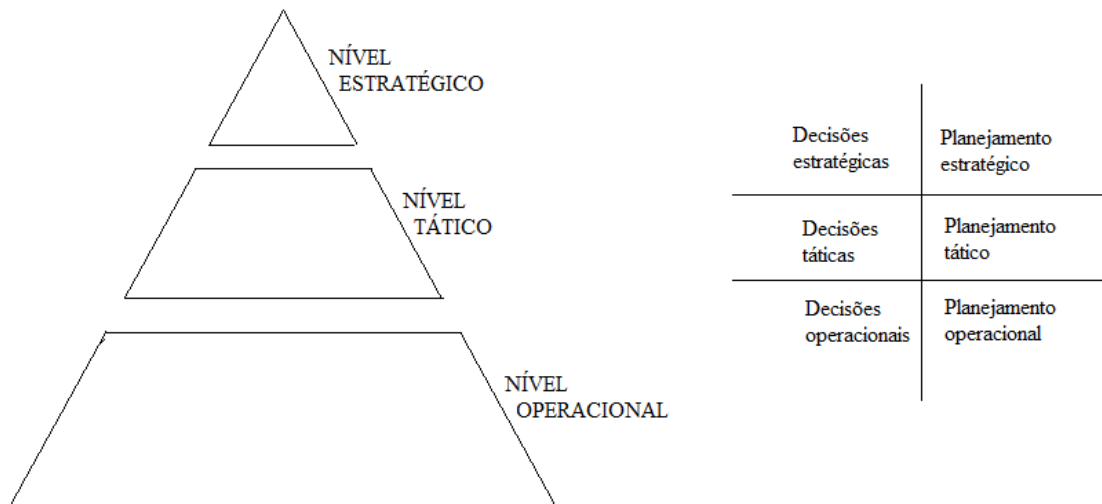 NÍVEL
ESTRATÉGICO
NÍVEL
TÁTICO
NÍVEL
OPERACIONAL
Decisões
estratégicas
Planejamento
estratégico
Decisões
táticas
Planejamento
tático
Decisões
operacionais
Planejamento
operacional